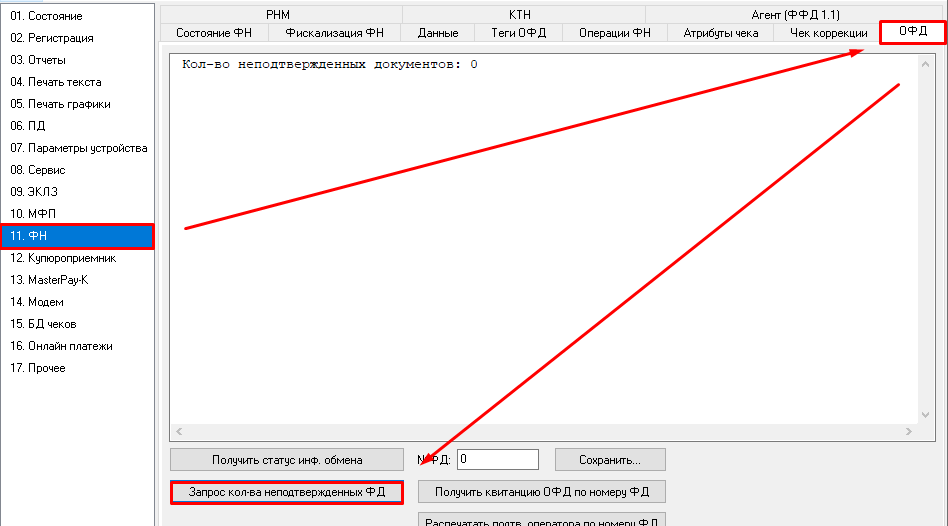 01. Состояние
02. Регистрация
03. Отчеты
04. Печать текста
05. Печать графики
06. ПД
07. Параметры устройства
08. Сервис
09. ЭКЛЗ
10. МФП
11. ФН
12. Купюроприемник
13. MasterPay-K
14. Модем
15. БД чеков
16. Онлайн платежи
17. Прочее
РНМ КТН Агент (ФФД 1.1)
Состояние ФН Фискализация ФН Данные Теги ОФД Операции ФН Атрибуты чека Чек коррекции ОФД
Кол-во неподтвержденных документов: 0
Получить статус инф. обмена ФД: 0 Сохранить...
Запрос кол-ва неподтвержденных ФД Получить квитанцию ОФД по номеру ФД
Распечатать подтв. оператора по номеру ФД